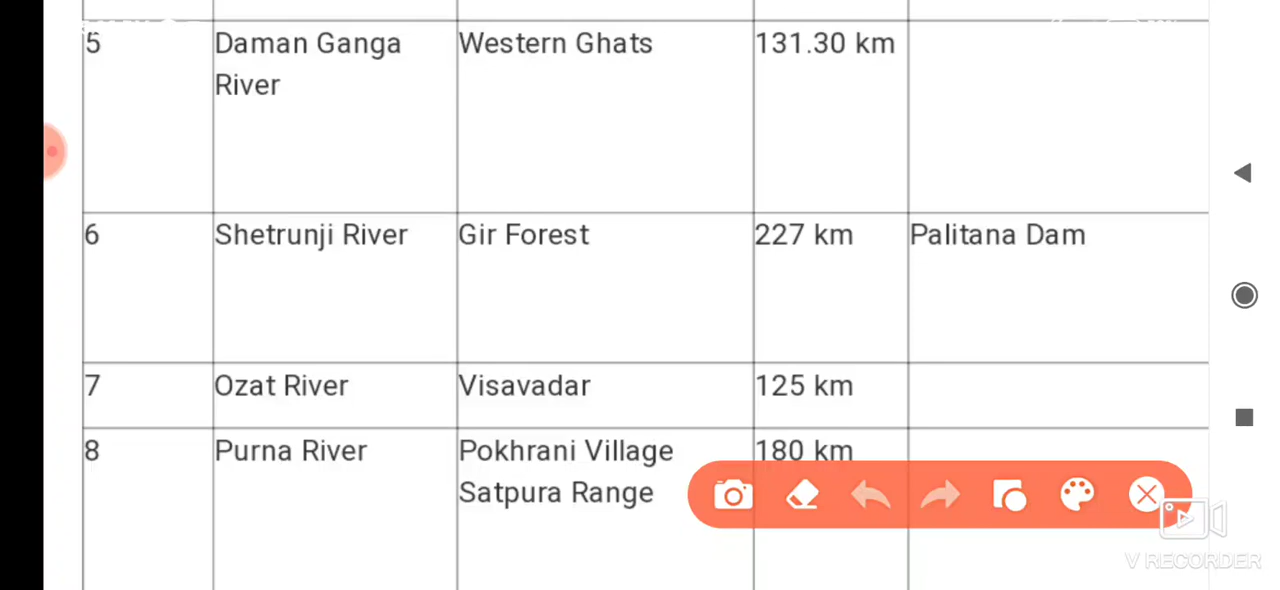 5 Daman Ganga Western Ghats 131.30 km
River
6 Shetrunji River Gir Forest 227 km Palitana Dam
7 Ozat River Visavadar 125 km
8 Purna River Pokhrani Village 180 km
Satpura Range
V RECORDER